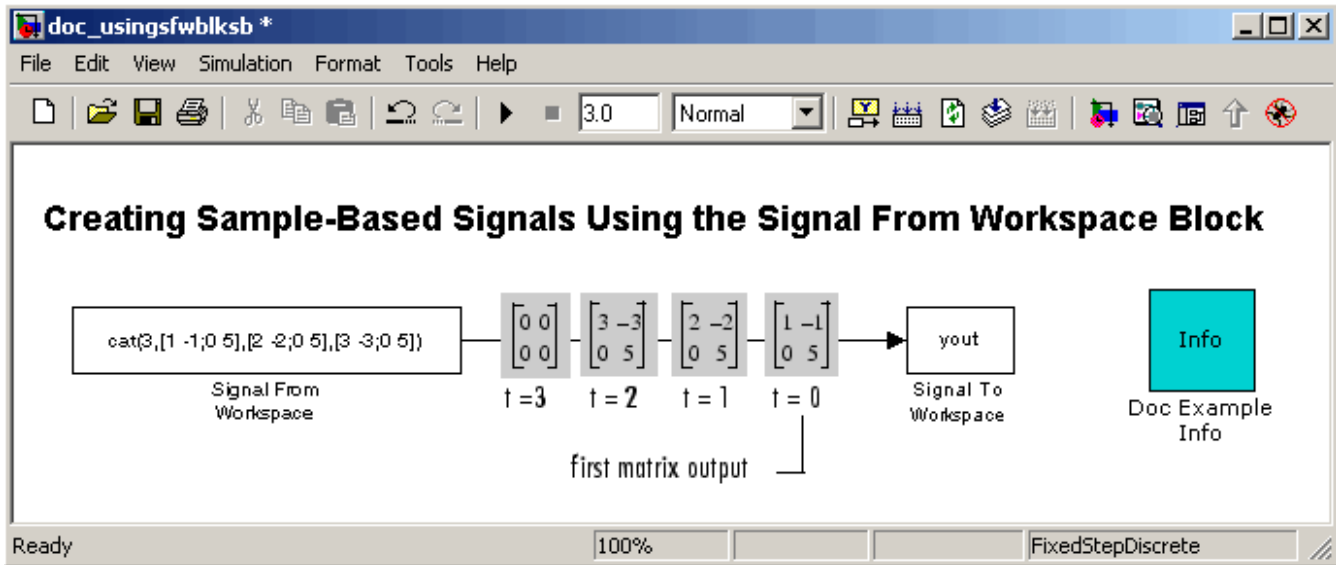 doc_usingsfwblksb *
File Edit View Simulation Format Tools Help
3.0 Normal
Creating Sample-Based Signals Using the Signal From Workspace Block
cat(3,[1 -1;0 5],[2 -2;0 5],[3 -3;0 5])
Signal From
Workspace
0 0
0 0
t =3
3 −3
0 5
t = 2
2 −2
0 5
t = 1
1 −1
0 5
t = 0
first matrix output
yout
Signal To
Workspace
Info
Doc Example
Info
Ready 100% FixedStepDiscrete